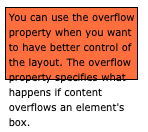 You can use the overflow
property when you want
to have better control of
the layout. The overflow
property specifies what
happens if content
overflows an element's
box.